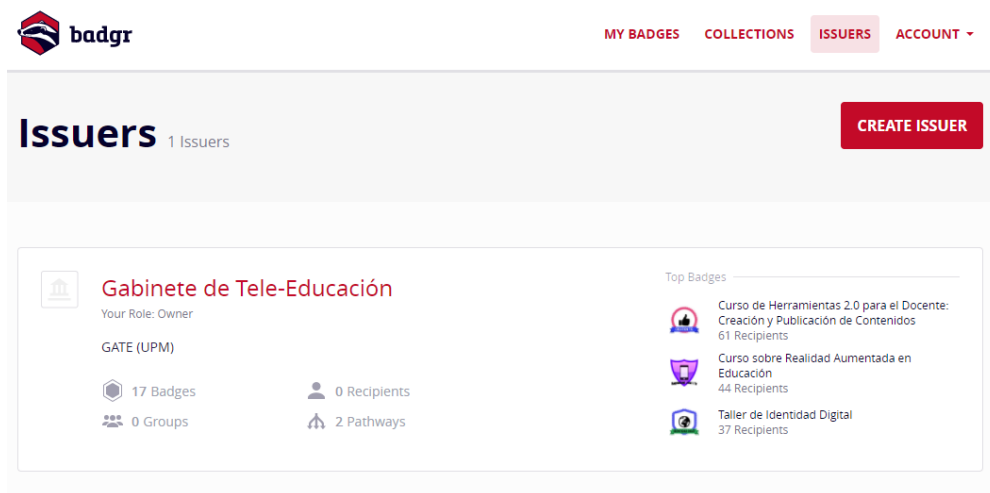 badgr
MY BADGES COLLECTIONS ISSUERS ACCOUNT
Issuers 1 Issuers
CREATE ISSUER
Gabinete de Tele-Educación
Your Role: Owner
GATE (UPM)
17 Badges
0 Recipients
0 Groups
2 Pathways
Top Badges
Curso de Herramientas 2.0 para el Docente:
Creación y Publicación de Contenidos
61 Recipients
Curso sobre Realidad Aumentada en
Educación
44 Recipients
Taller de Identidad Digital
37 Recipients